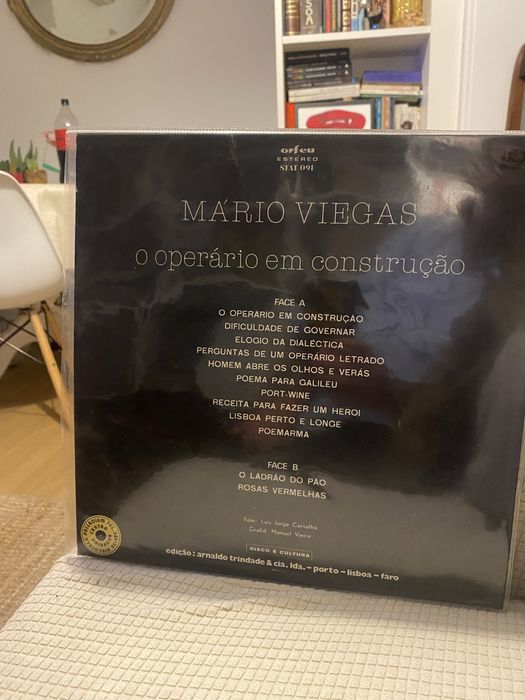 orfeu
ESTEREO
STAT 091
MÁRIO VIEGAS
o operário em construção
FACE A
O OPERÁRIO EM CONSTRUÇÃO
DIFICULDADE DE GOVERNAR
ELOGIO DA DIALÉCTICA
PERGUNTAS DE UM OPERÁRIO LETRADO
HOMEM ABRE OS OLHOS E VERÁS
POEMA PARA GALILEU
PORT-WINE
RECEITA PARA FAZER UM HEROI
LISBOA PERTO E LONGE
POEMARMA
FACE B
O LADRÃO DO PÃO
ROSAS VERMELHAS
Foto: Luis Jorge Carvalho
Grafid. Manuel Vieira
DISCO É CULTURA
edição: arnaldo trindade & cia. lda. – porto – lisboa – faro